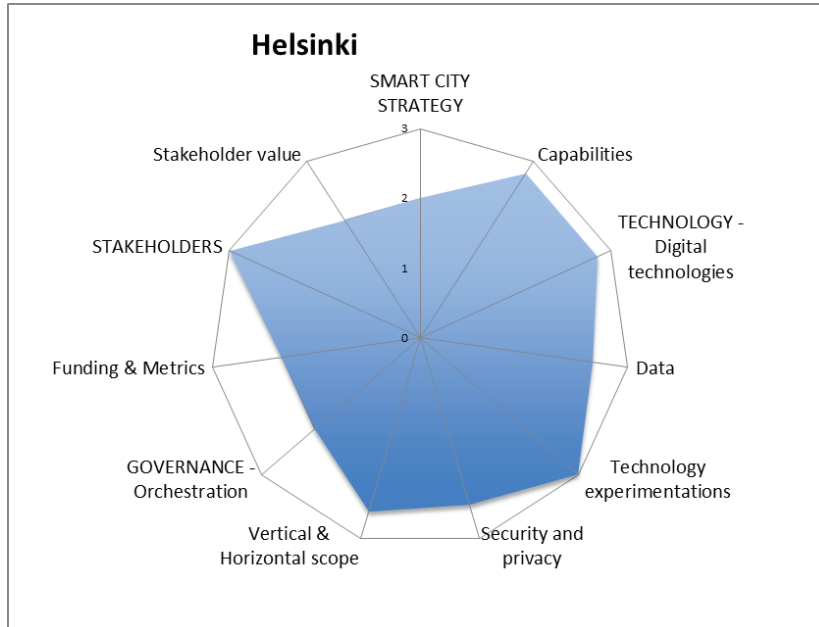 Helsinki
SMART CITY
STRATEGY
Capabilities
TECHNOLOGY -
Digital
technologies
Data
Technology
experimentations
Security and
privacy
Vertical &
Horizontal scope
GOVERNANCE -
Orchestration
Funding & Metrics
STAKEHOLDERS
Stakeholder value
3
2
1
0